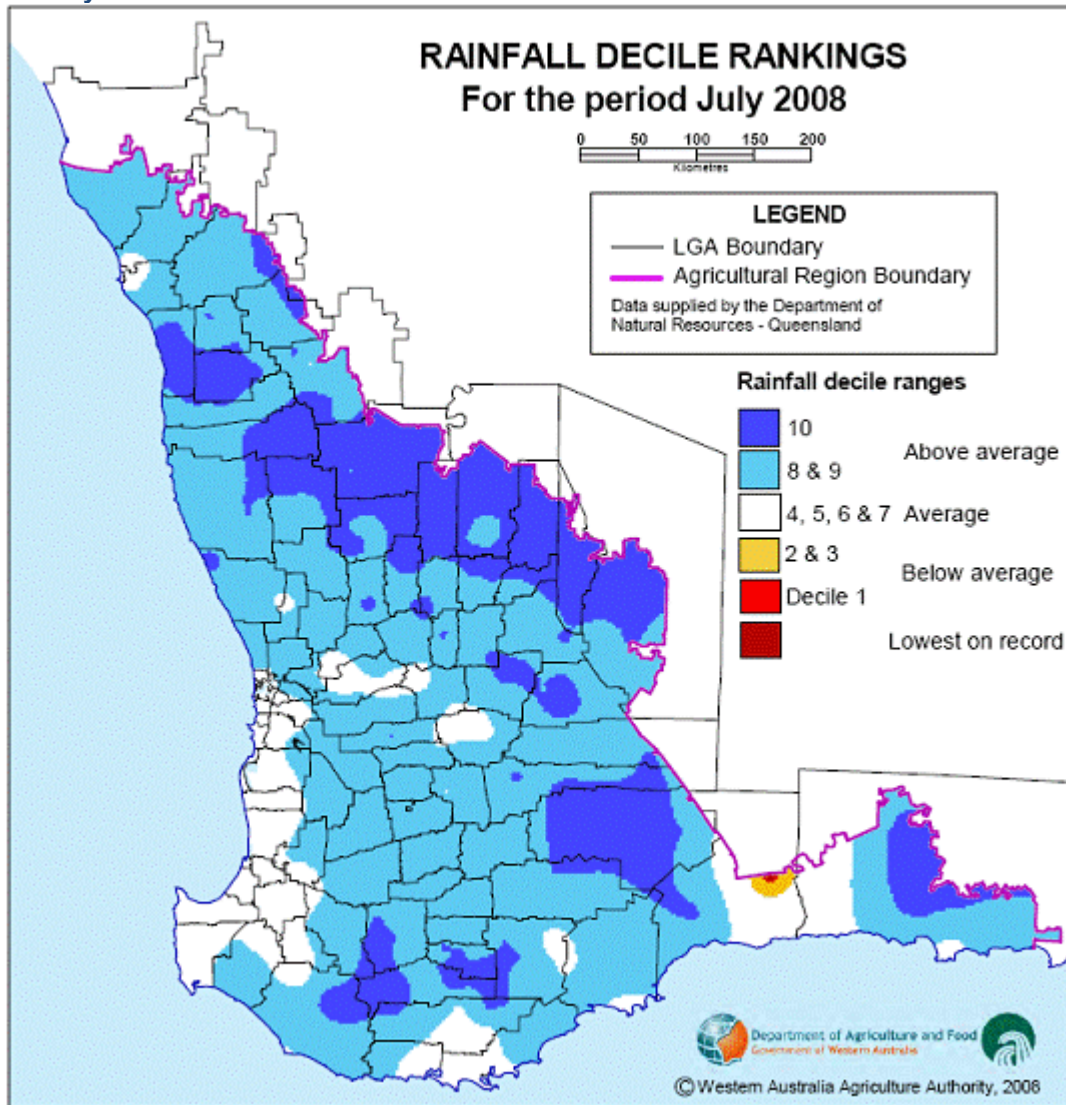 RAINFALL DECILE RANKINGS
For the period July 2008
0 50 100 150 200
Kilometres
LEGEND
LGA Boundary
Agricultural Region Boundary
Data supplied by the Department of
Natural Resources - Queensland
Rainfall decile ranges
10
Above average
8 & 9
4, 5, 6 & 7 Average
2 & 3
Below average
Decile 1
Lowest on record
Department of Agriculture and Food
Government of Western Australia
© Western Australia Agriculture Authority, 2008